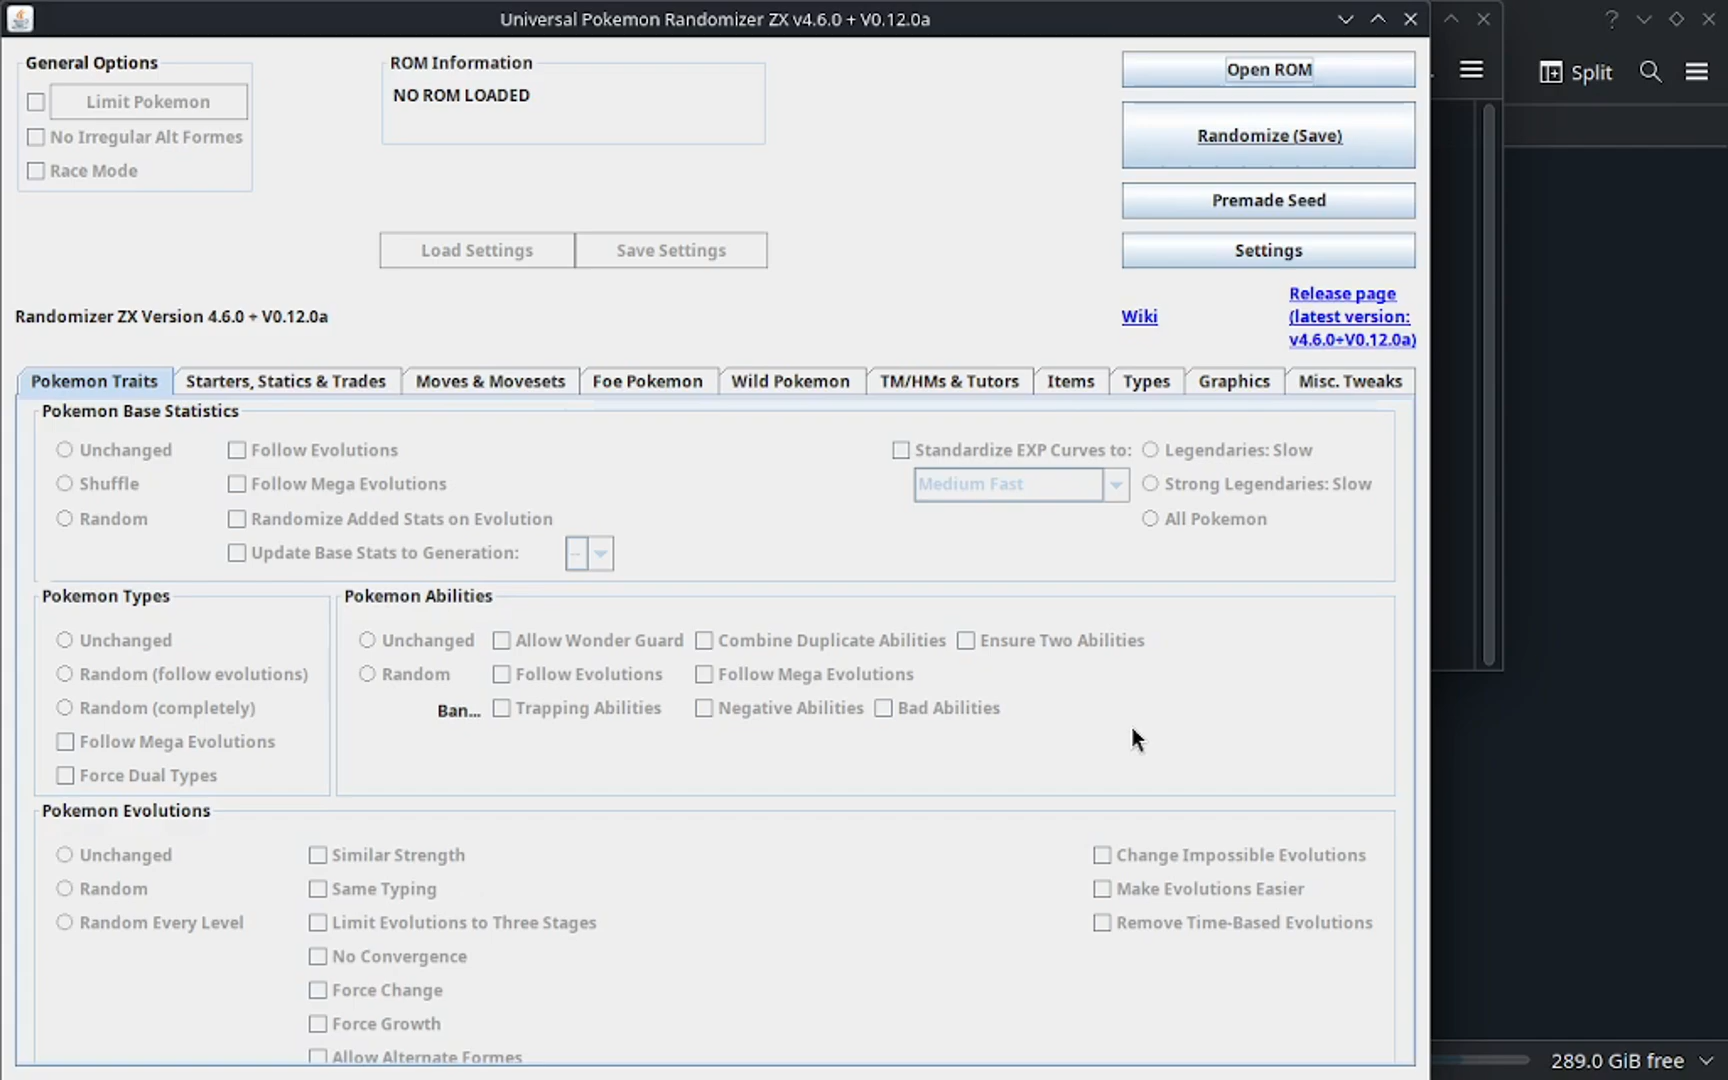 Universal Pokemon Randomizer ZX v4.6.0 + V0.12.0a
General Options
Limit Pokemon
No Irregular Alt Formes
Race Mode
ROM Information
NO ROM LOADED
Load Settings
Save Settings
Open ROM
Randomize (Save)
Premade Seed
Settings
Split
Randomizer ZX Version 4.6.0 + V0.12.0a
Wiki
Release page
(latest version:
v4.6.0+V0.12.0a)
Pokemon Traits
Starters, Statics & Trades
Moves & Movesets
Foe Pokemon
Wild Pokemon
TM/HMs & Tutors
Items
Types
Graphics
Misc. Tweaks
Pokemon Base Statistics
Unchanged
Shuffle
Random
Follow Evolutions
Follow Mega Evolutions
Randomize Added Stats on Evolution
Update Base Stats to Generation:
--
Standardize EXP Curves to:
Medium Fast
Legendaries: Slow
Strong Legendaries: Slow
All Pokemon
Pokemon Types
Unchanged
Random (follow evolutions)
Random (completely)
Follow Mega Evolutions
Force Dual Types
Pokemon Abilities
Unchanged
Allow Wonder Guard
Combine Duplicate Abilities
Ensure Two Abilities
Random
Follow Evolutions
Follow Mega Evolutions
Ban...
Trapping Abilities
Negative Abilities
Bad Abilities
Pokemon Evolutions
Unchanged
Random
Random Every Level
Similar Strength
Same Typing
Limit Evolutions to Three Stages
No Convergence
Force Change
Force Growth
Allow Alternate Formes
Change Impossible Evolutions
Make Evolutions Easier
Remove Time-Based Evolutions
289.0 GiB free